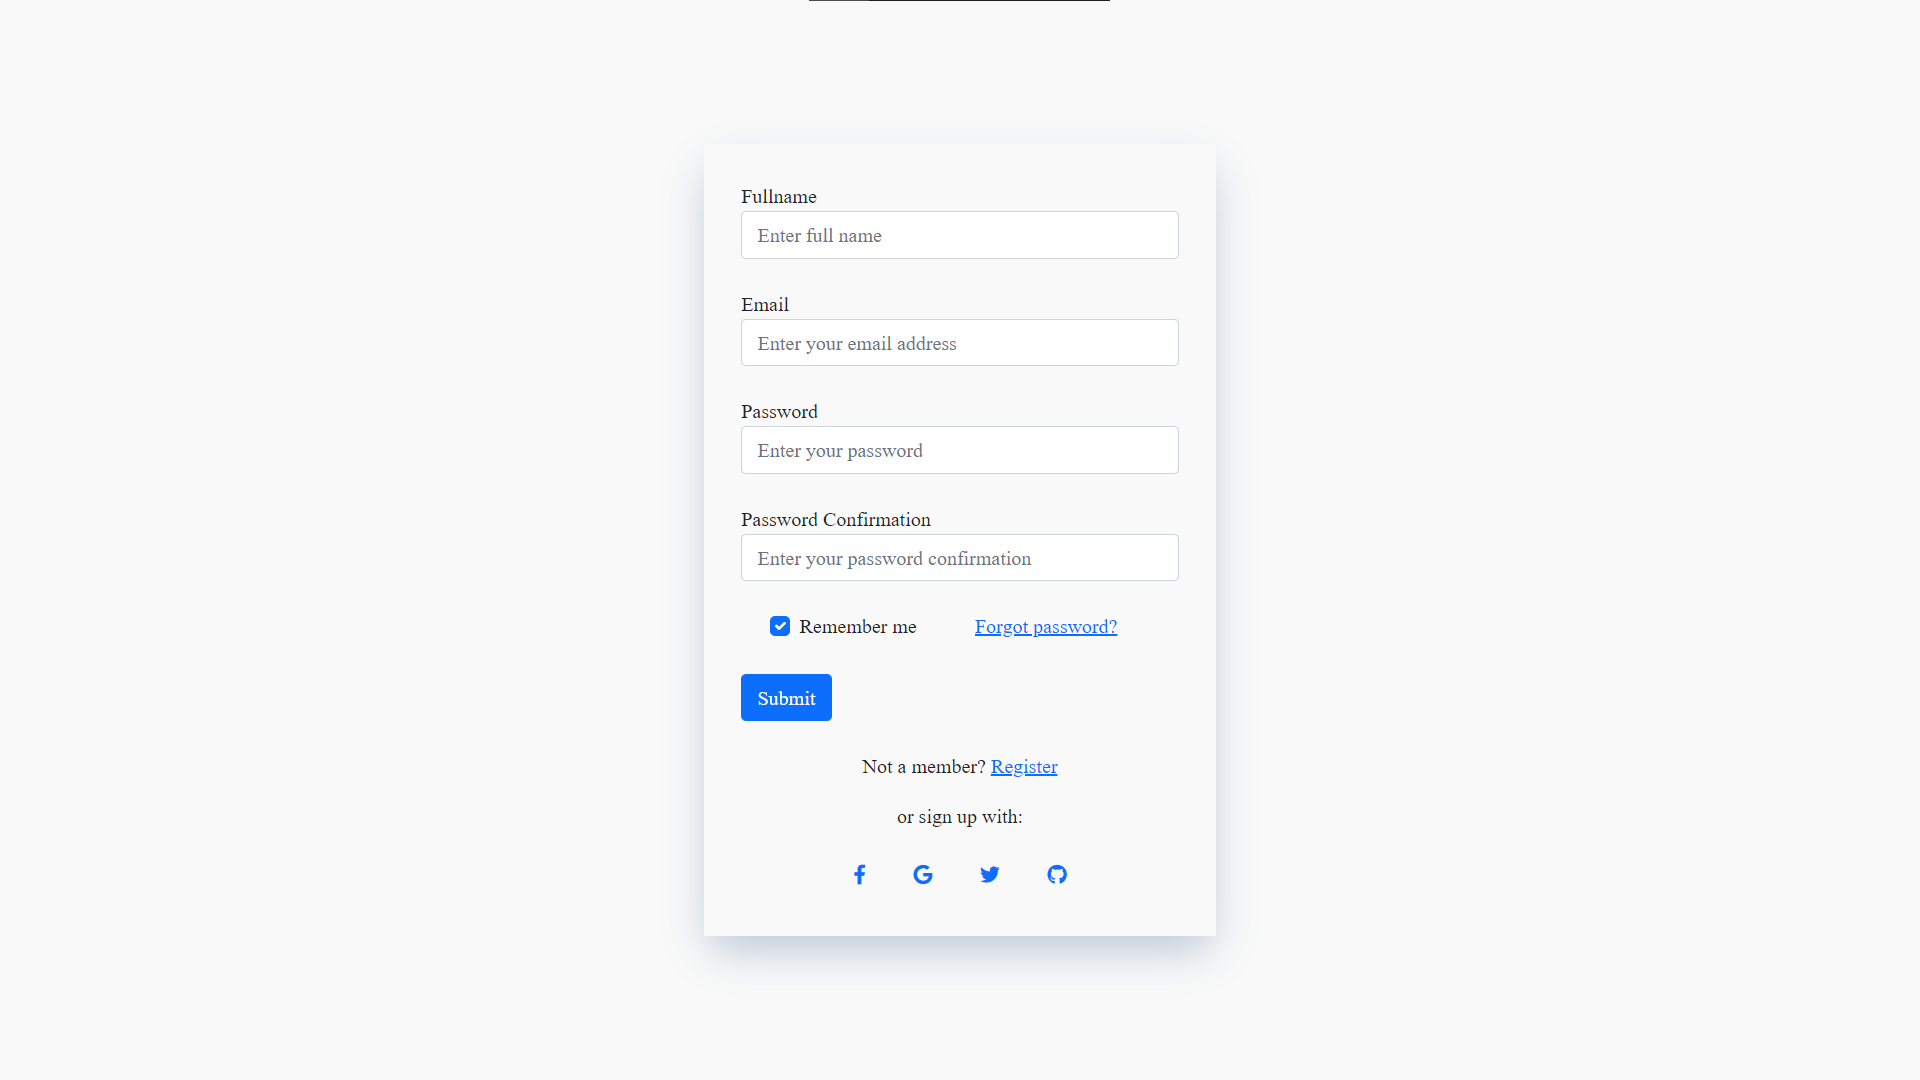 Fullname
Enter full name
Email
Enter your email address
Password
Enter your password
Password Confirmation
Enter your password confirmation
Remember me Forgot password?
Submit
Not a member? Register
or sign up with: